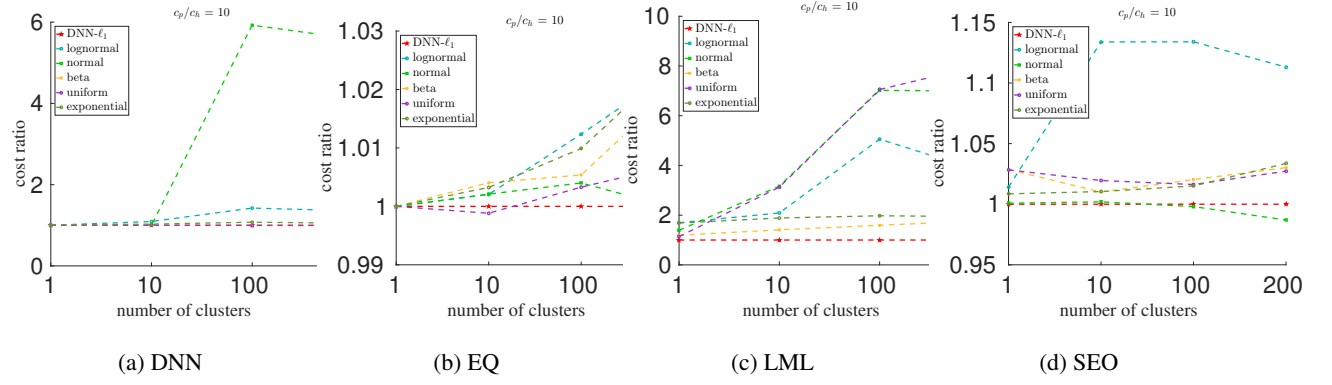 c_p/c_h = 10
6
4
2
0
1
10
100
cost ratio
number of clusters
DNN-ℓ₁
lognormal
normal
beta
uniform
exponential
(a) DNN
c_p/c_h = 10
1.03
1.02
1.01
1
0.99
1
10
100
cost ratio
number of clusters
DNN-ℓ₁
lognormal
normal
beta
uniform
exponential
(b) EQ
c_p/c_h = 10
10
8
6
4
2
0
1
10
100
cost ratio
number of clusters
DNN-ℓ₁
lognormal
normal
beta
uniform
exponential
(c) LML
c_p/c_h = 10
1.15
1.1
1.05
1
0.95
1
10
100
200
cost ratio
number of clusters
DNN-ℓ₁
lognormal
normal
beta
uniform
exponential
(d) SEO